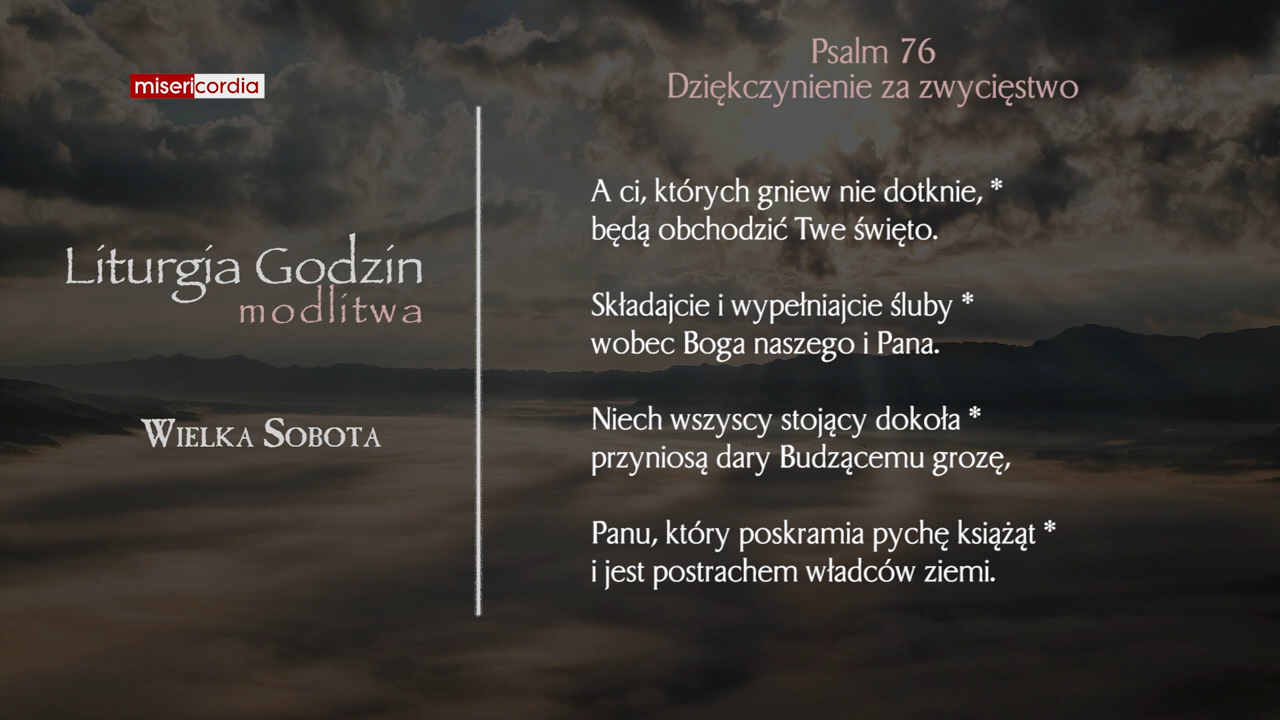 misericordia
Liturgia Godzin
modlitwa
Wielka Sobota
Psalm 76
Dziękczynienie za zwycięstwo
A ci, których gniew nie dotknie, *
będą obchodzić Twe święto.
Składajcie i wypełniajcie śluby *
wobec Boga naszego i Pana.
Niech wszyscy stojący dokoła *
przyniosą dary Budzącemu grozę,
Panu, który poskramia pychę książąt *
i jest postrachem władców ziemi.